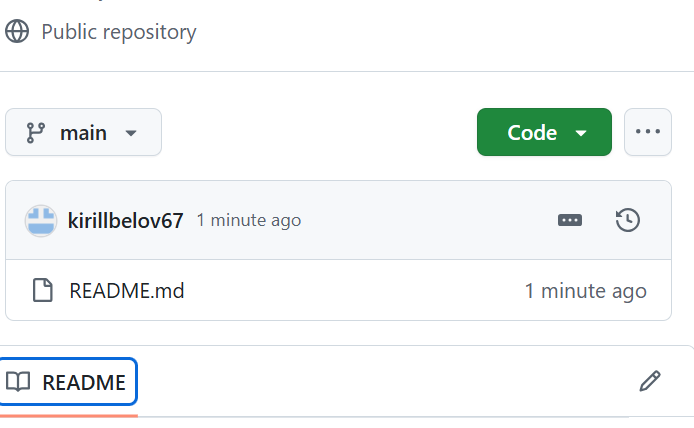 Public repository
main
Code
kirillbelov67 1 minute ago
README.md 1 minute ago
README